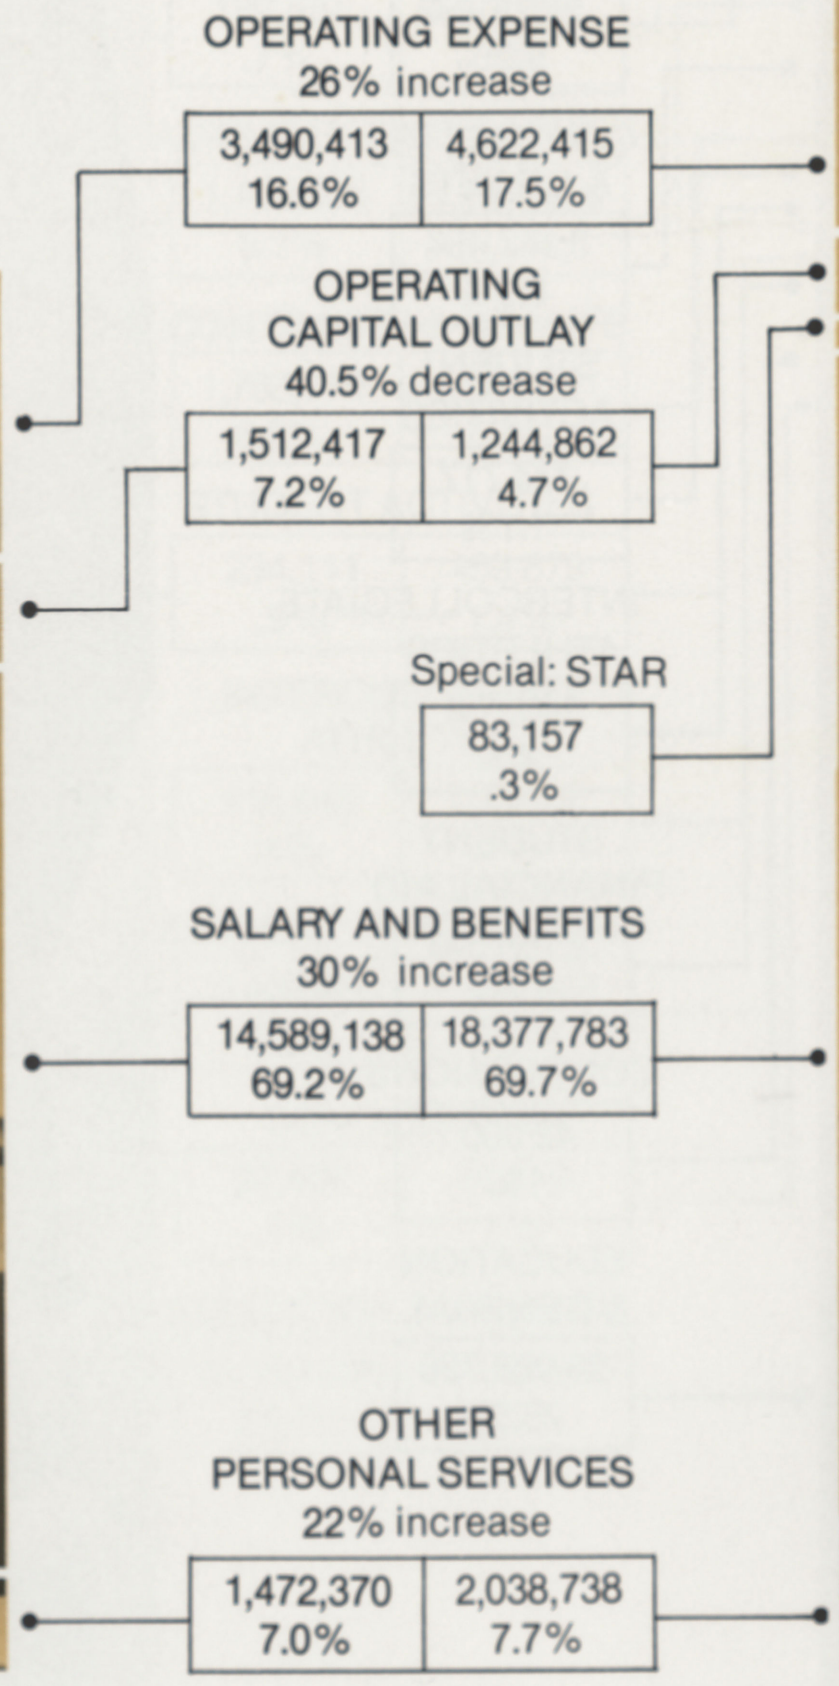 OPERATING EXPENSE
26% increase
3,490,413 4,622,415
16.6% 17.5%
OPERATING
CAPITAL OUTLAY
40.5% decrease
1,512,417 1,244,862
7.2% 4.7%
Special: STAR
83,157
.3%
SALARY AND BENEFITS
30% increase
14,589,138 18,377,783
69.2% 69.7%
OTHER
PERSONAL SERVICES
22% increase
1,472,370 2,038,738
7.0% 7.7%